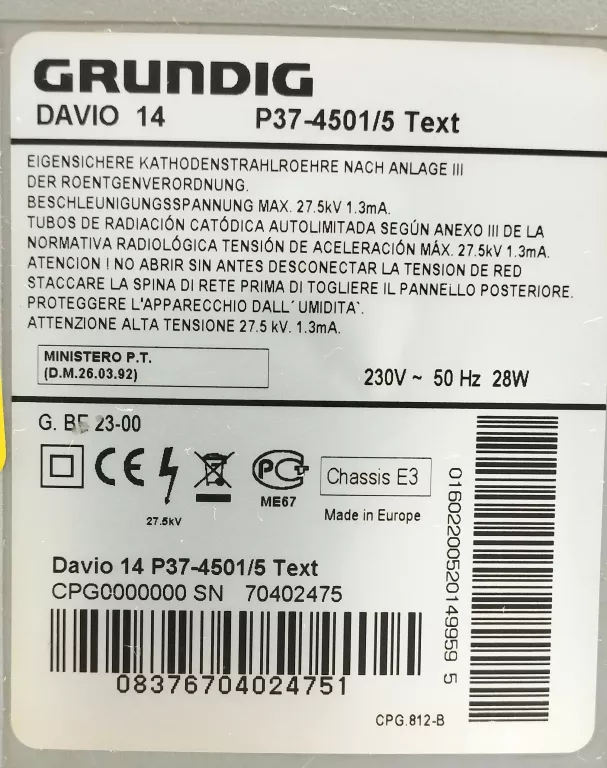 GRUNDIG
DAVIO 14 P37-4501/5 Text
EIGENSICHERE KATHODENSTRAHLROEHRE NACH ANLAGE III
DER ROENTGENVERORDNUNG.
BESCHLEUNIGUNGSSPANNUNG MAX. 27.5kV 1.3mA.
TUBOS DE RADIACIÓN CATÓDICA AUTOLIMITADA SEGÚN ANEXO III DE LA
NORMATIVA RADIOLÓGICA TENSIÓN DE ACELERACIÓN MÁX. 27.5kV 1.3mA.
ATENCION ! NO ABRIR SIN ANTES DESCONECTAR LA TENSION DE RED
STACCARE LA SPINA DI RETE PRIMA DI TOGLIERE IL PANNELLO POSTERIORE.
PROTEGGERE L'APPARECCHIO DALL´UMIDITA`.
ATTENZIONE ALTA TENSIONE 27.5 kV. 1.3mA.
MINISTERO P.T.
(D.M.26.03.92)
230V ~ 50 Hz 28W
G. BE 23-00
CE
27.5kV
PCT
ME67
Chassis E3
Made in Europe
Davio 14 P37-4501/5 Text
CPG0000000 SN 70402475
08376704024751
01602200520149959 5
CPG.812-B